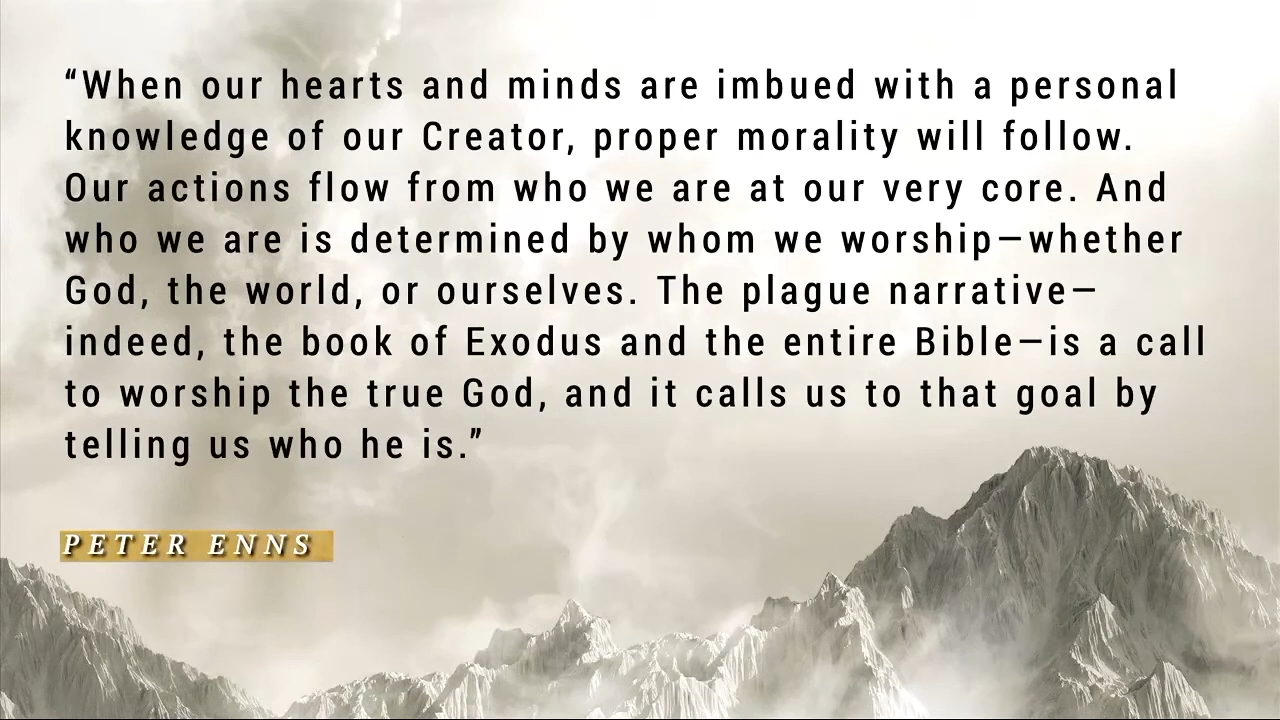 “When our hearts and minds are imbued with a personal
knowledge of our Creator, proper morality will follow.
Our actions flow from who we are at our very core. And
who we are is determined by whom we worship—whether
God, the world, or ourselves. The plague narrative—
indeed, the book of Exodus and the entire Bible—is a call
to worship the true God, and it calls us to that goal by
telling us who he is.”
PETER ENNS